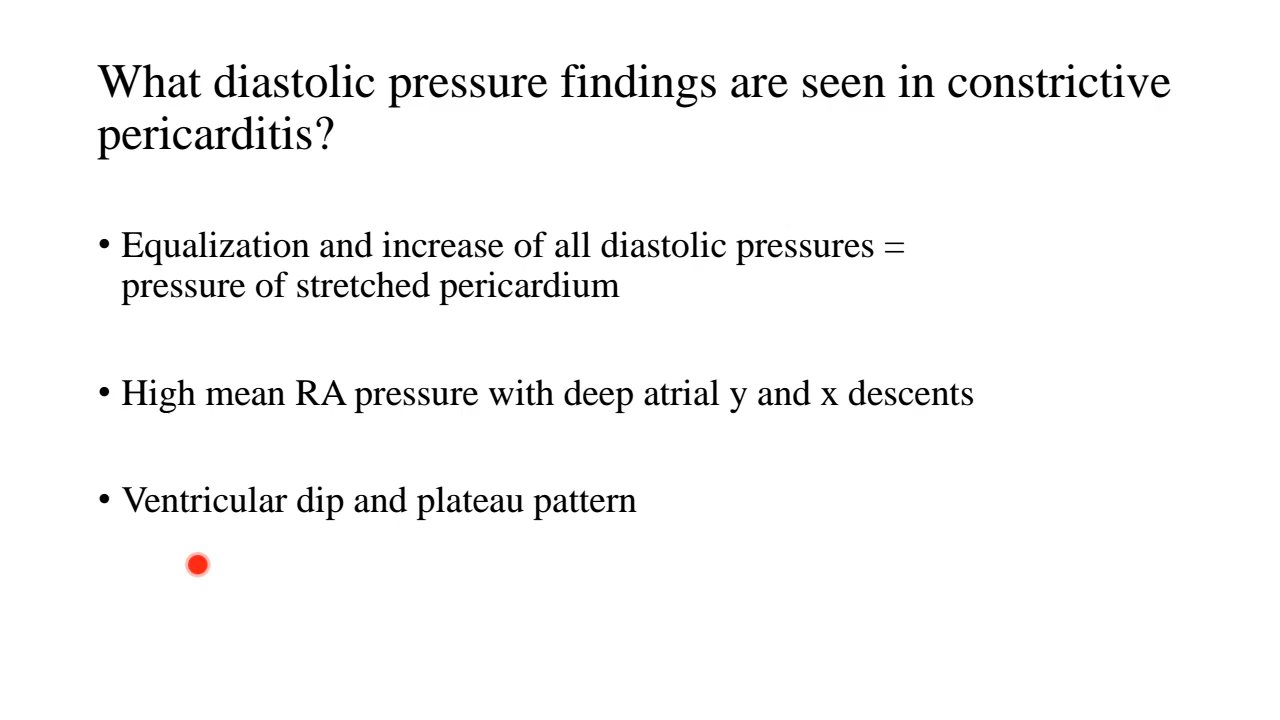 What diastolic pressure findings are seen in constrictive
pericarditis?
• Equalization and increase of all diastolic pressures =
pressure of stretched pericardium
• High mean RA pressure with deep atrial y and x descents
• Ventricular dip and plateau pattern